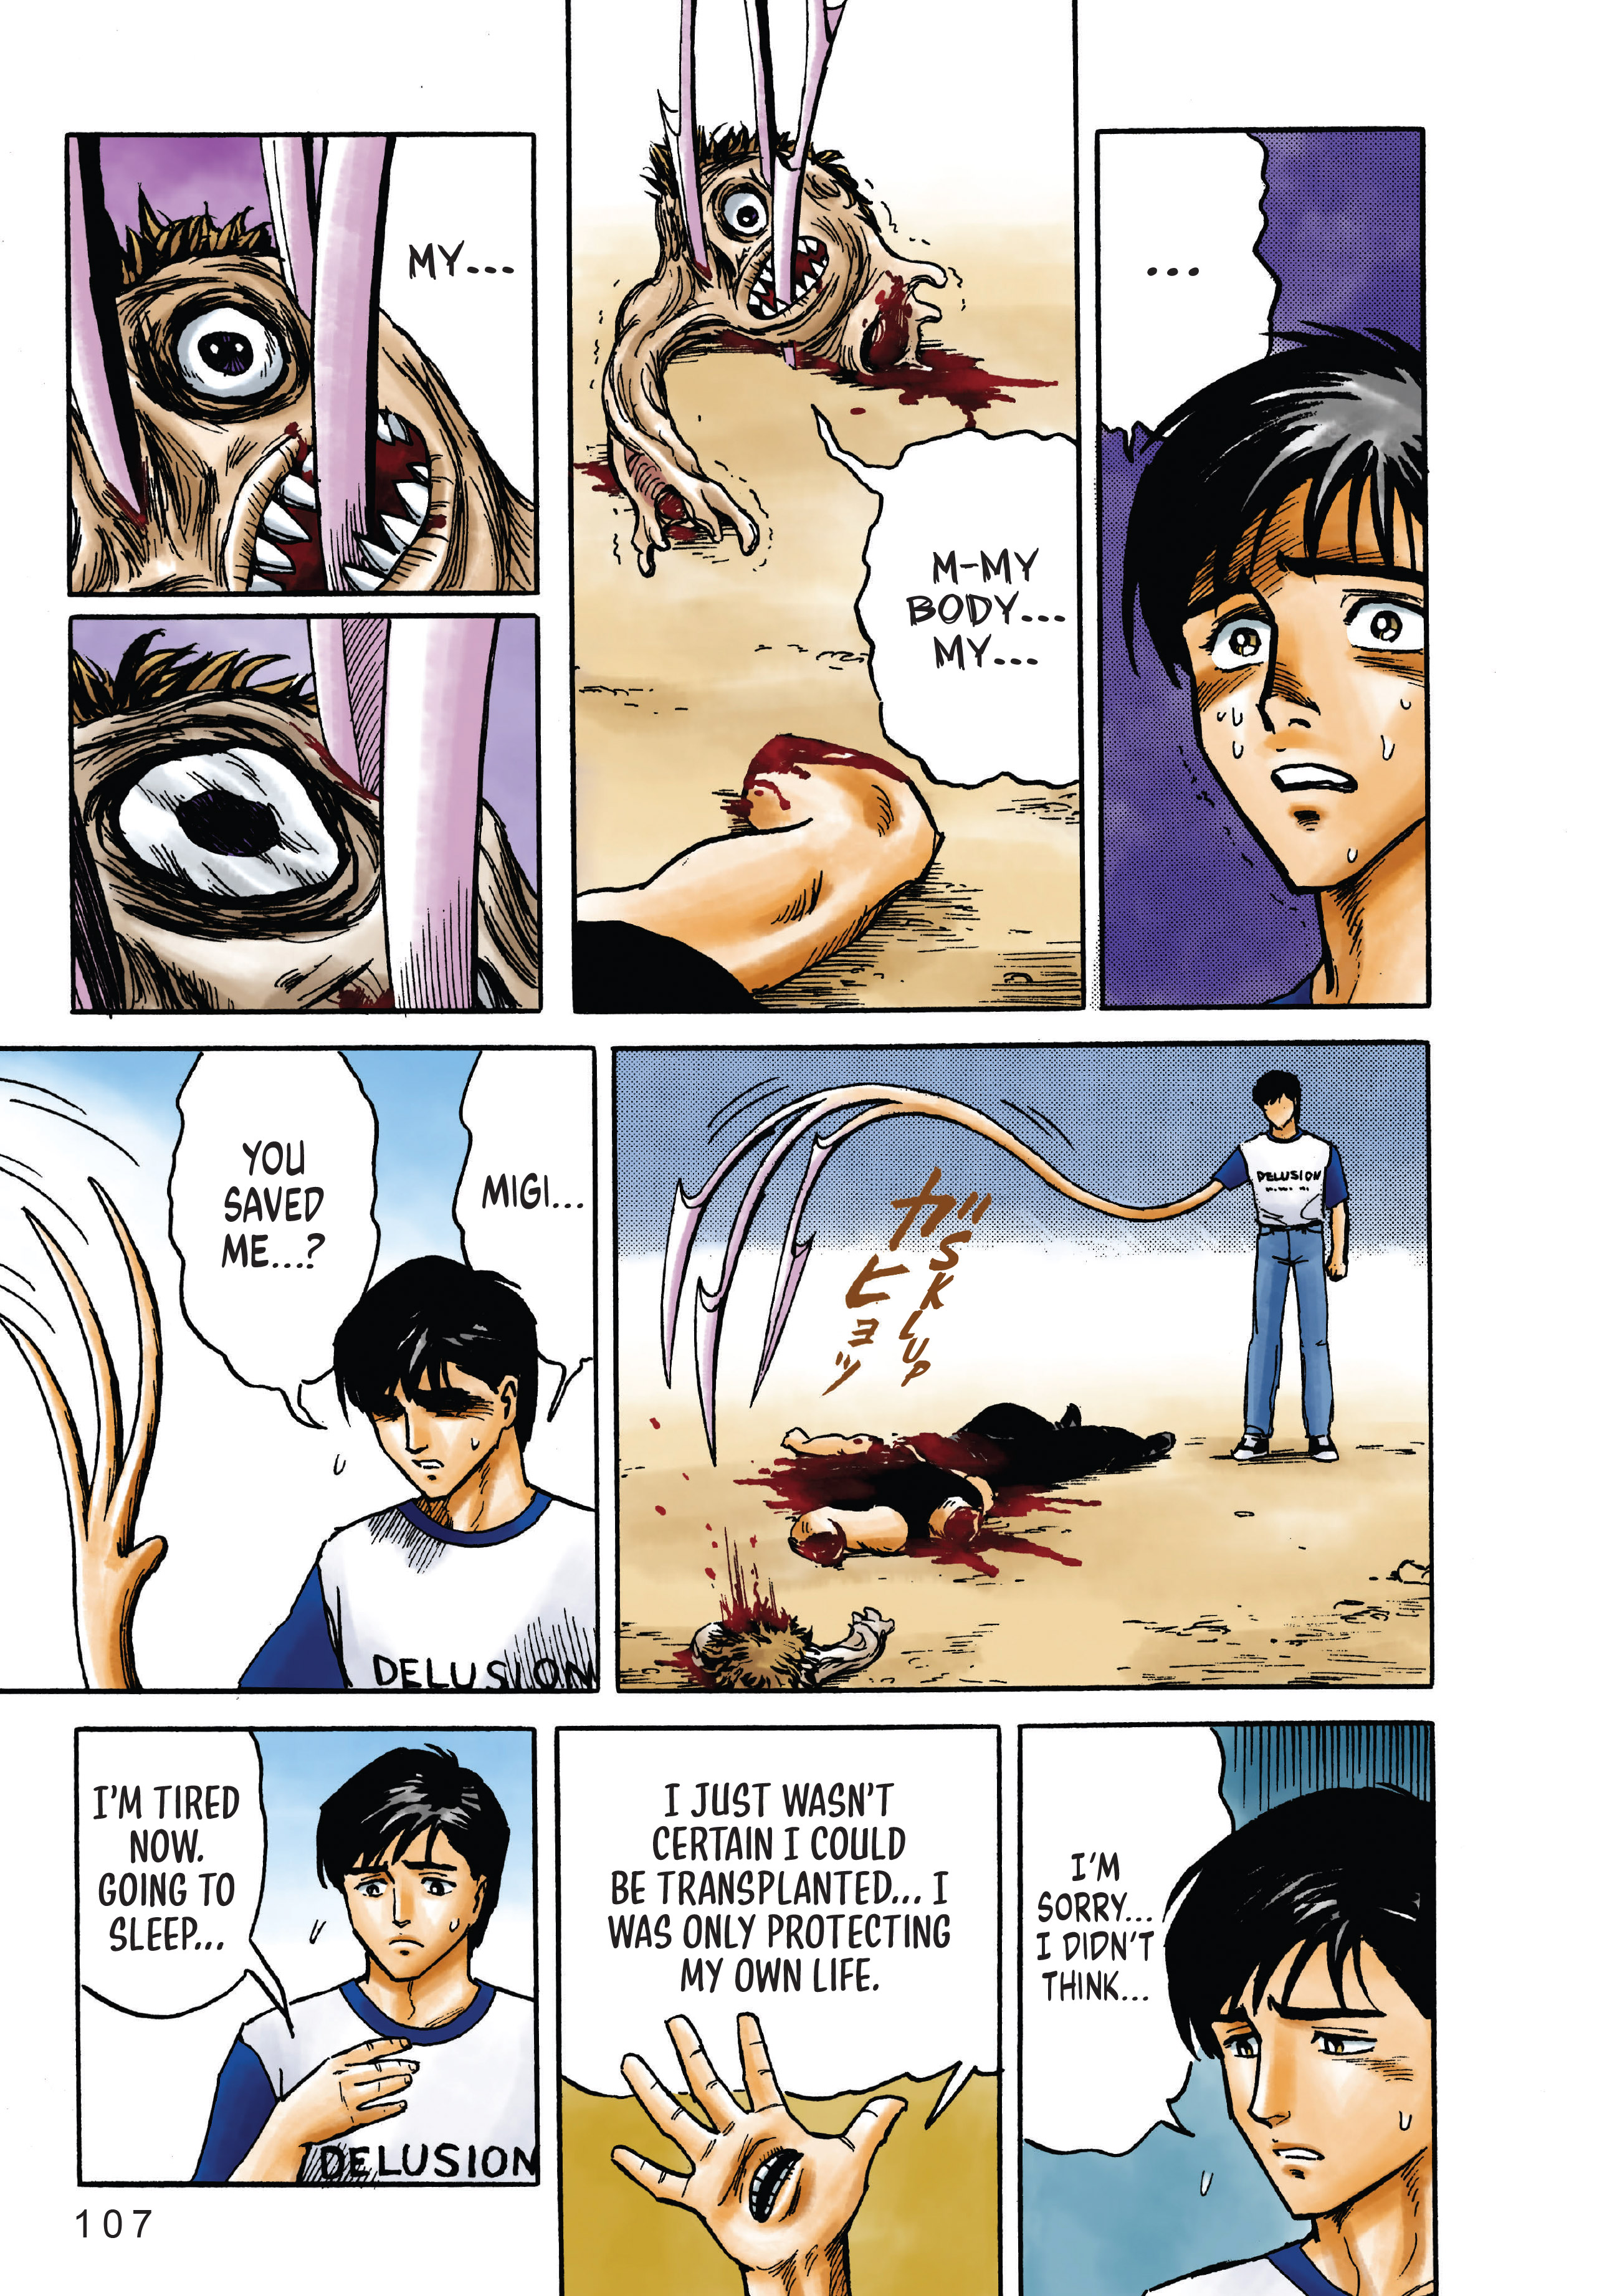 ...
M-MY
BODY...
MY...
MY...
DELUSION
ガヒョッ
SKLUP
MIGI...
YOU
SAVED
ME...?
DELUSION
I'M
SORRY...
I DIDN'T
THINK...
I JUST WASN'T
CERTAIN I COULD
BE TRANSPLANTED... I
WAS ONLY PROTECTING
MY OWN LIFE.
I'M TIRED
NOW.
GOING TO
SLEEP...
DELUSION
107